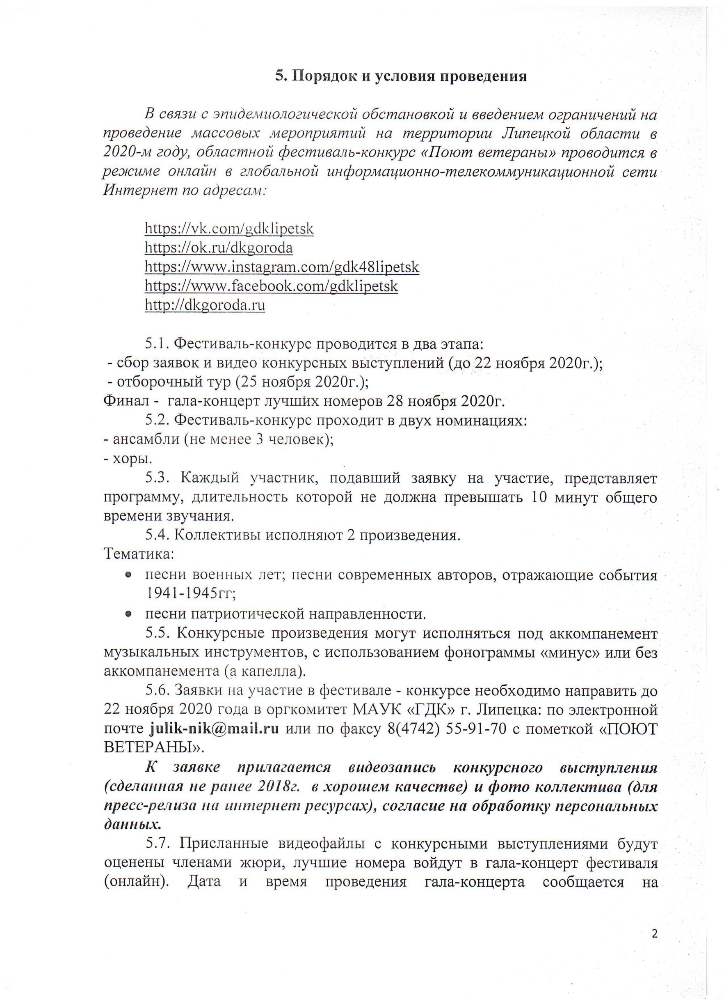 5. Порядок и условия проведения
В связи с эпидемиологической обстановкой и введением ограничений на
проведение массовых мероприятий на территории Липецкой области в
2020-м году, областной фестиваль-конкурс «Поют ветераны» проводится в
режиме онлайн в глобальной информационно-телекоммуникационной сети
Интернет по адресам:
https://vk.com/gdklipetsk
https://ok.ru/dkgoroda
https://www.instagram.com/gdk48lipetsk
https://www.facebook.com/gdklipetsk
http://dkgoroda.ru
5.1. Фестиваль-конкурс проводится в два этапа:
- сбор заявок и видео конкурсных выступлений (до 22 ноября 2020г.);
- отборочный тур (25 ноября 2020г.);
Финал - гала-концерт лучших номеров 28 ноября 2020г.
5.2. Фестиваль-конкурс проходит в двух номинациях:
- ансамбли (не менее 3 человек);
- хоры.
5.3. Каждый участник, подавший заявку на участие, представляет
программу, длительность которой не должна превышать 10 минут общего
времени звучания.
5.4. Коллективы исполняют 2 произведения.
Тематика:
• песни военных лет; песни современных авторов, отражающие события
1941-1945гг;
• песни патриотической направленности.
5.5. Конкурсные произведения могут исполняться под аккомпанемент
музыкальных инструментов, с использованием фонограммы «минус» или без
аккомпанемента (а капелла).
5.6. Заявки на участие в фестивале - конкурсе необходимо направить до
22 ноября 2020 года в оргкомитет МАУК «ГДК» г. Липецка: по электронной
почте julik-nik@mail.ru или по факсу 8(4742) 55-91-70 с пометкой «ПОЮТ
ВЕТЕРАНЫ».
К заявке прилагается видеозапись конкурсного выступления
(сделанная не ранее 2018г. в хорошем качестве) и фото коллектива (для
пресс-релиза на интернет ресурсах), согласие на обработку персональных
данных.
5.7. Присланные видеофайлы с конкурсными выступлениями будут
оценены членами жюри, лучшие номера войдут в гала-концерт фестиваля
(онлайн). Дата и время проведения гала-концерта сообщается на
2